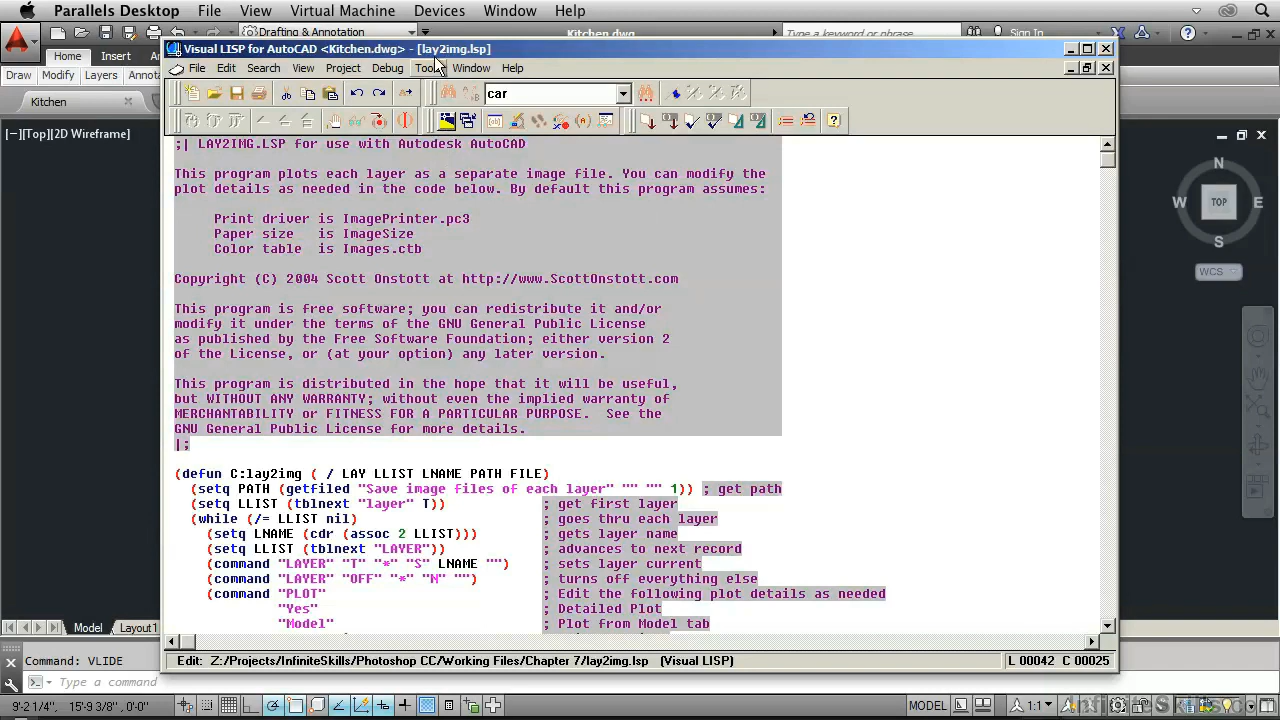 Parallels Desktop File View Virtual Machine Devices Window Help
Drafting & Annotation
Kitchen.dwg
Type a keyword or phrase
Sign In
Home Insert
Draw Modify Layers
Kitchen
[−][Top][2D Wireframe]
Visual LISP for AutoCAD <Kitchen.dwg> - [lay2img.lsp]
File Edit Search View Project Debug Tools Window Help
car
;| LAY2IMG.LSP for use with Autodesk AutoCAD
This program plots each layer as a separate image file. You can modify the
plot details as needed in the code below. By default this program assumes:
Print driver is ImagePrinter.pc3
Paper size   is ImageSize
Color table  is Images.ctb
Copyright (C) 2004 Scott Onstott at http://www.ScottOnstott.com
This program is free software; you can redistribute it and/or
modify it under the terms of the GNU General Public License
as published by the Free Software Foundation; either version 2
of the License, or (at your option) any later version.
This program is distributed in the hope that it will be useful,
but WITHOUT ANY WARRANTY; without even the implied warranty of
MERCHANTABILITY or FITNESS FOR A PARTICULAR PURPOSE.  See the
GNU General Public License for more details.
|;
(defun C:lay2img ( / LAY LLIST LNAME PATH FILE)
(setq PATH (getfiled "Save image files of each layer" "" "" 1)) ; get path
(setq LLIST (tblnext "layer" T)) ; get first layer
(while (/= LLIST nil) ; goes thru each layer
(setq LNAME (cdr (assoc 2 LLIST))) ; gets layer name
(setq LLIST (tblnext "LAYER")) ; advances to next record
(command "LAYER" "T" "*" "S" LNAME "") ; sets layer current
(command "LAYER" "OFF" "*" "N" "") ; turns off everything else
(command "PLOT" ; Edit the following plot details as needed
"Yes" ; Detailed Plot
"Model" ; Plot from Model tab
Edit: Z:/Projects/InfiniteSkills/Photoshop CC/Working Files/Chapter 7/lay2img.lsp (Visual LISP)
L 00042 C 00025
N
W TOP E
S
WCS
Model Layout1
Command: VLIDE
Type a command
9'-2 1/4", 15'-9 3/8", 0'-0"
MODEL
1:1